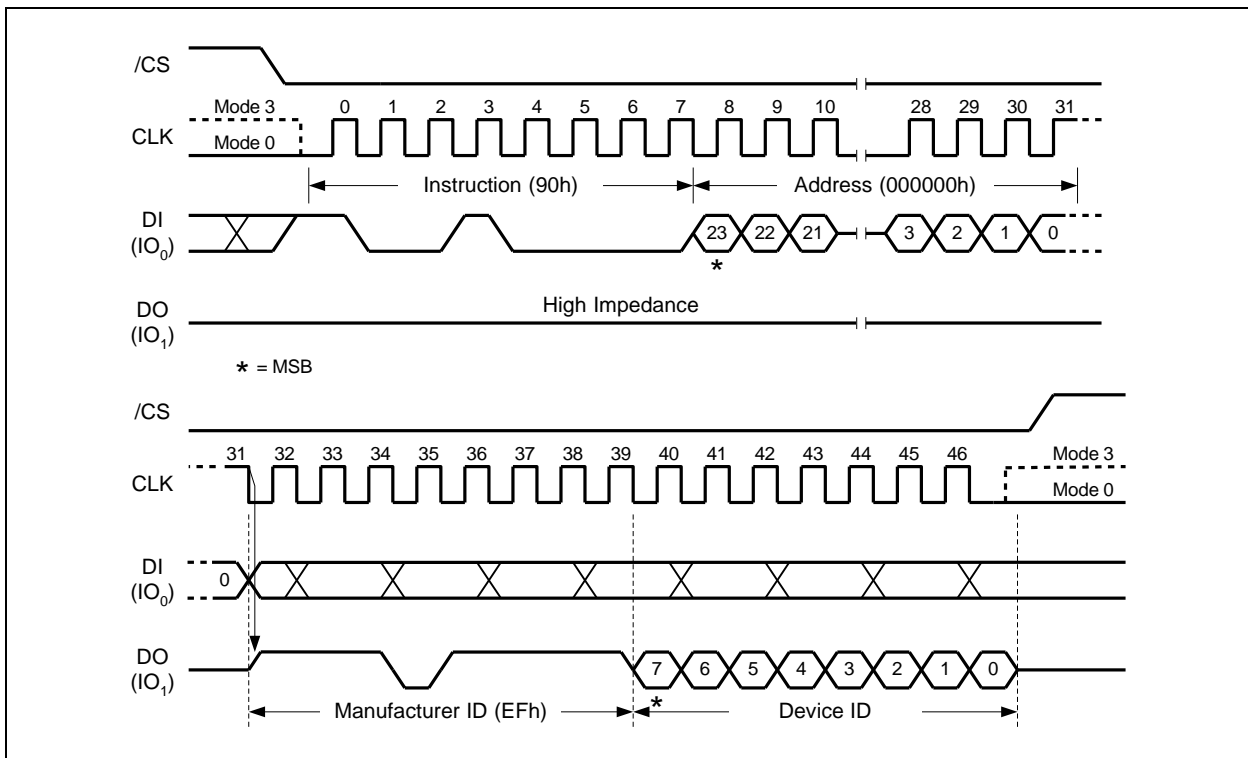 /CS
Mode 3 0 1 2 3 4 5 6 7 8 9 10 28 29 30 31
CLK
Mode 0
Instruction (90h) Address (000000h)
DI
(IO0) 23 22 21 3 2 1 0
*
High Impedance
DO
(IO1)
* = MSB
/CS
31 32 33 34 35 36 37 38 39 40 41 42 43 44 45 46 Mode 3
CLK
Mode 0
DI
(IO0) 0
DO
(IO1) 7 6 5 4 3 2 1 0
*
Manufacturer ID (EFh) Device ID